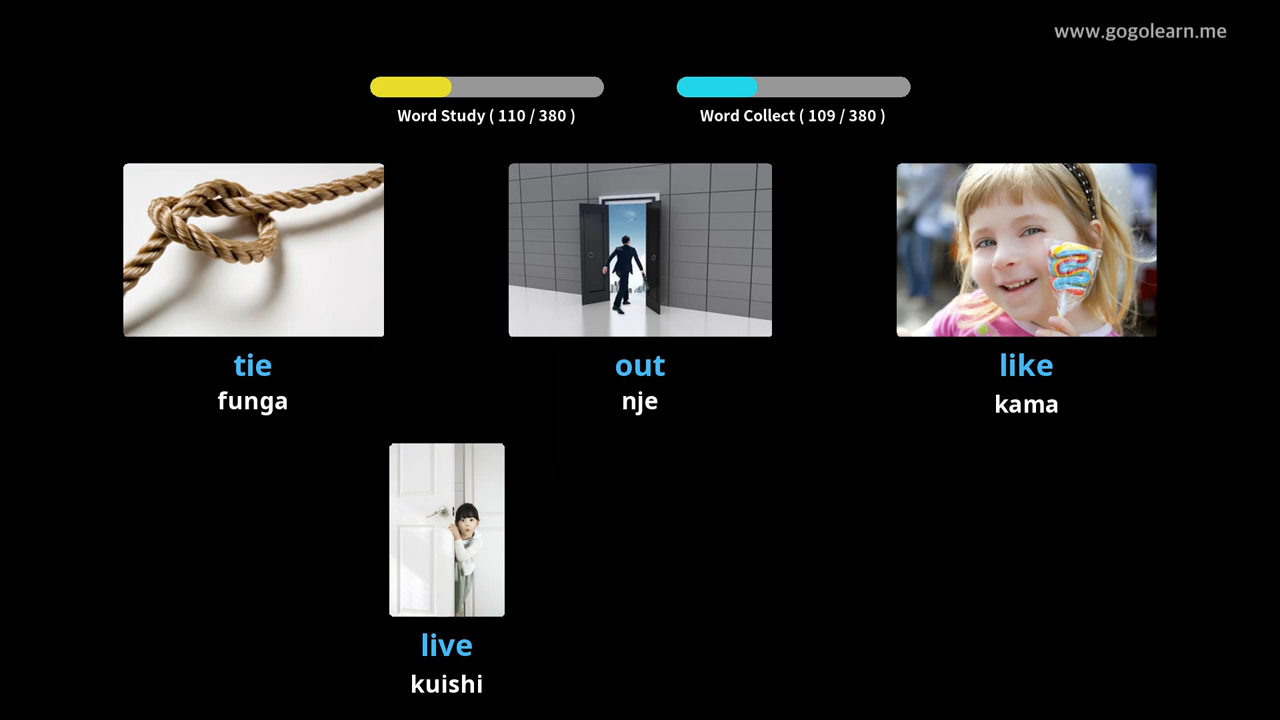 www.gogolearn.me
Word Study ( 110 / 380 )
Word Collect ( 109 / 380 )
tie
funga
out
nje
like
kama
live
kuishi